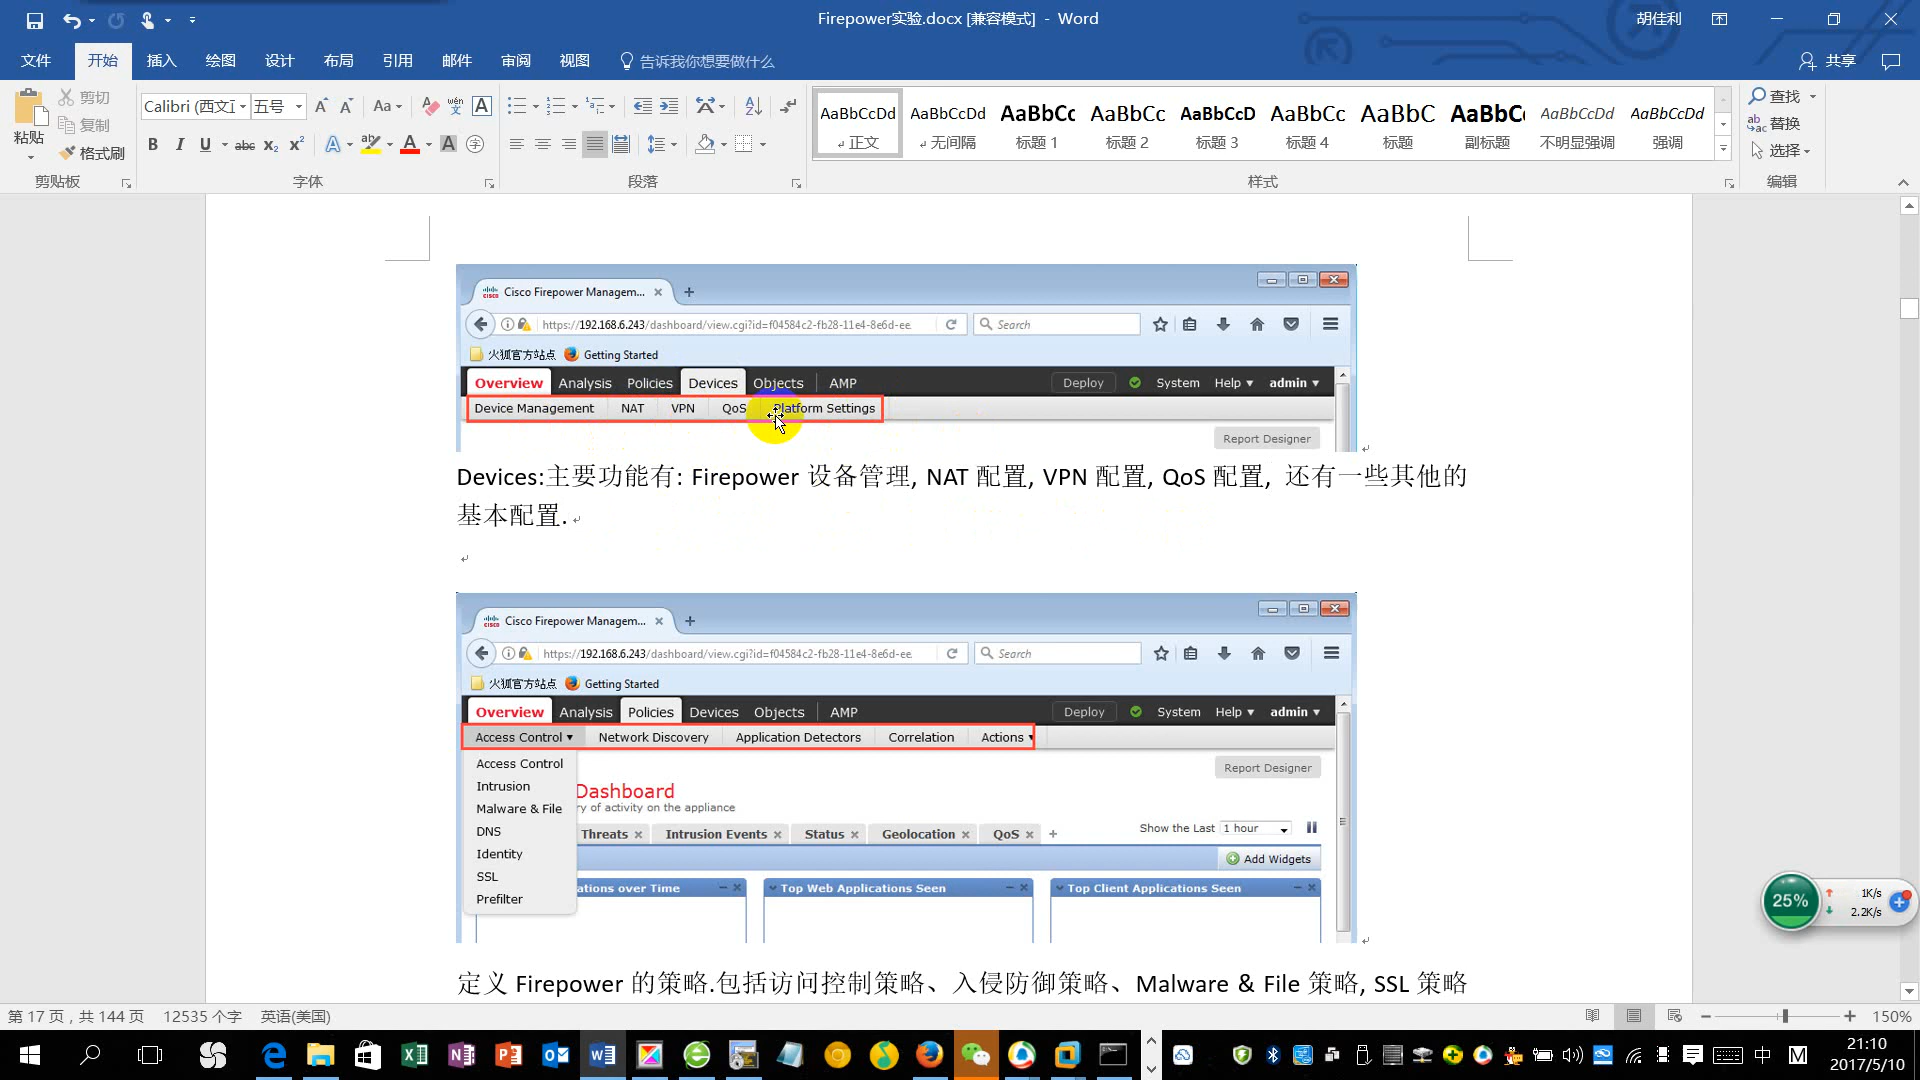 Firepower实验.docx [兼容模式] - Word
胡佳利
文件 开始 插入 绘图 设计 布局 引用 邮件 审阅 视图 告诉我你想要做什么 共享
粘贴 剪切
复制
格式刷
剪贴板
Calibri (西文正 五号
字体
段落
AaBbCcDd AaBbCcDd AaBbCc AaBbCc AaBbCcD AaBbCc AaBbC AaBbC AaBbCcDd AaBbCcDd
正文 无间隔 标题 1 标题 2 标题 3 标题 4 标题 副标题 不明显强调 强调
样式
查找
替换
选择
编辑
Cisco Firepower Managem...
https://192.168.6.243/dashboard/view.cgi?id=f04584c2-fb28-11e4-8e6d-ee. Search
火狐官方站点 Getting Started
Overview Analysis Policies Devices Objects AMP Deploy System Help admin
Device Management NAT VPN QoS Platform Settings
Report Designer
Devices:主要功能有: Firepower 设备管理, NAT 配置, VPN 配置, QoS 配置, 还有一些其他的
基本配置.
Cisco Firepower Managem...
https://192.168.6.243/dashboard/view.cgi?id=f04584c2-fb28-11e4-8e6d-ee. Search
火狐官方站点 Getting Started
Overview Analysis Policies Devices Objects AMP Deploy System Help admin
Access Control Network Discovery Application Detectors Correlation Actions
Access Control
Intrusion
Malware & File
DNS
Identity
SSL
Prefilter
Report Designer
Dashboard
ry of activity on the appliance
Threats Intrusion Events Status Geolocation QoS
Show the Last 1 hour
Add Widgets
ations over Time Top Web Applications Seen Top Client Applications Seen
定义 Firepower 的策略.包括访问控制策略、入侵防御策略、Malware & File 策略, SSL 策略
25% 1K/s
2.2K/s
第 17 页，共 144 页 12535 个字 英语(美国) 150%
中 M
21:10
2017/5/10